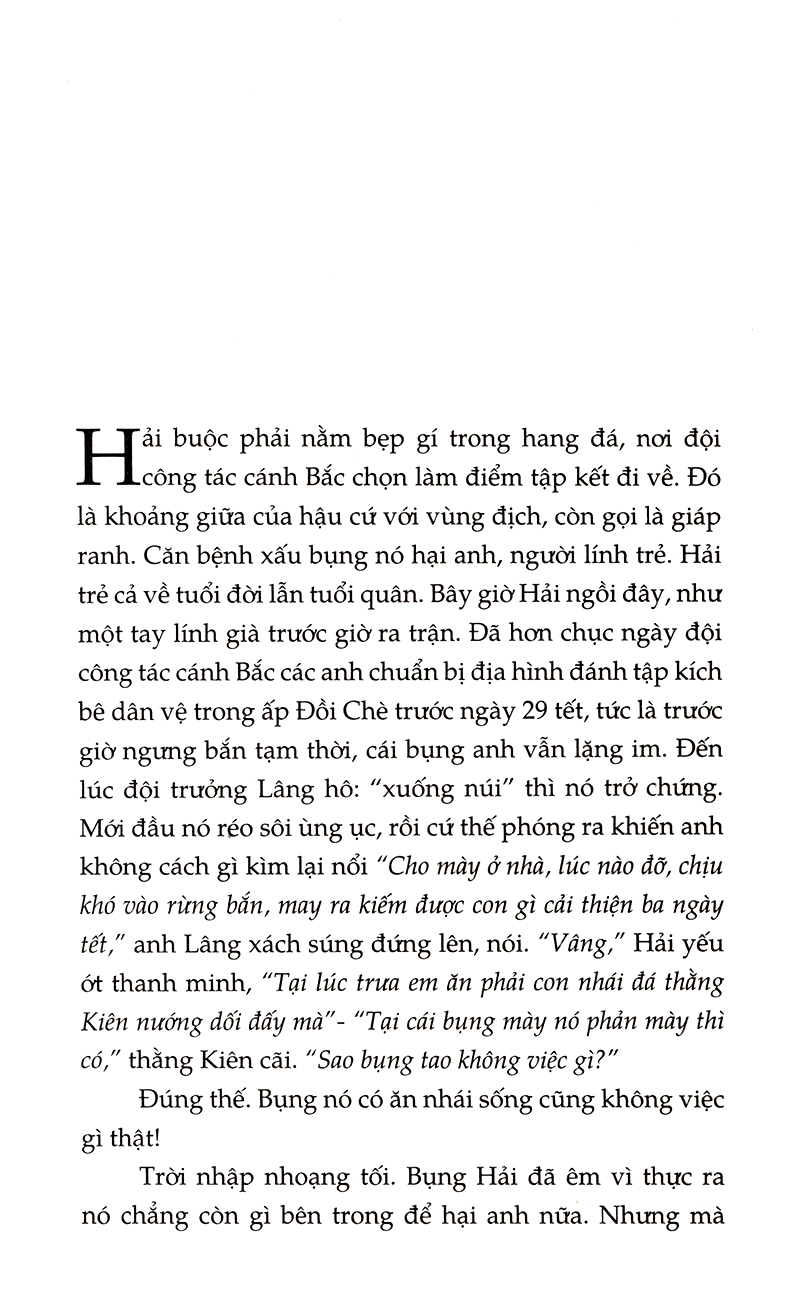 Hải buộc phải nằm bẹp gí trong hang đá, nơi đội
công tác cánh Bắc chọn làm điểm tập kết đi về. Đó
là khoảng giữa của hậu cứ với vùng địch, còn gọi là giáp
ranh. Căn bệnh xấu bụng nó hại anh, người lính trẻ. Hải
trẻ cả về tuổi đời lẫn tuổi quân. Bây giờ Hải ngồi đây, như
một tay lính già trước giờ ra trận. Đã hơn chục ngày đội
công tác cánh Bắc các anh chuẩn bị địa hình đánh tập kích
bê dân vệ trong ấp Đồi Chè trước ngày 29 tết, tức là trước
giờ ngưng bắn tạm thời, cái bụng anh vẫn lặng im. Đến
lúc đội trưởng Lâng hô: “xuống núi” thì nó trở chứng.
Mới đầu nó réo sôi ùng ục, rồi cứ thế phóng ra khiến anh
không cách gì kìm lại nổi “Cho mày ở nhà, lúc nào đỡ, chịu
khó vào rừng bắn, may ra kiếm được con gì cải thiện ba ngày
tết,” anh Lâng xách súng đứng lên, nói. “Vâng,” Hải yếu
ớt thanh minh, “Tại lúc trưa em ăn phải con nhái đá thằng
Kiên nướng dối đấy mà”- “Tại cái bụng mày nó phản mày thì
có,” thằng Kiên cãi. “Sao bụng tao không việc gì?”
Đúng thế. Bụng nó có ăn nhái sống cũng không việc
gì thật!
Trời nhập nhoạng tối. Bụng Hải đã êm vì thực ra
nó chẳng còn gì bên trong để hại anh nữa. Nhưng mà